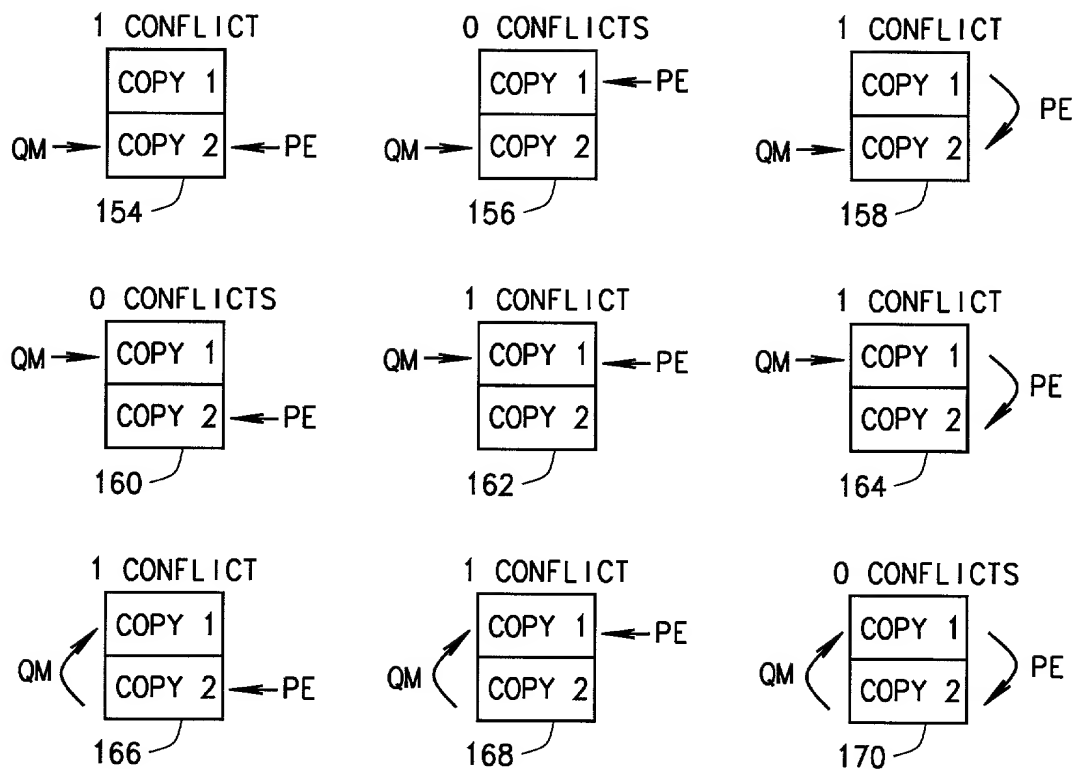 1 CONFLICT
COPY 1
QM COPY 2 PE
154
0 CONFLICTS
COPY 1 PE
QM COPY 2
156
1 CONFLICT
COPY 1
PE
QM COPY 2
158
0 CONFLICTS
QM COPY 1
COPY 2 PE
160
1 CONFLICT
QM COPY 1 PE
COPY 2
162
1 CONFLICT
QM COPY 1
PE
COPY 2
164
1 CONFLICT
COPY 1
QM
COPY 2 PE
166
1 CONFLICT
COPY 1 PE
QM
COPY 2
168
0 CONFLICTS
COPY 1
QM PE
COPY 2
170